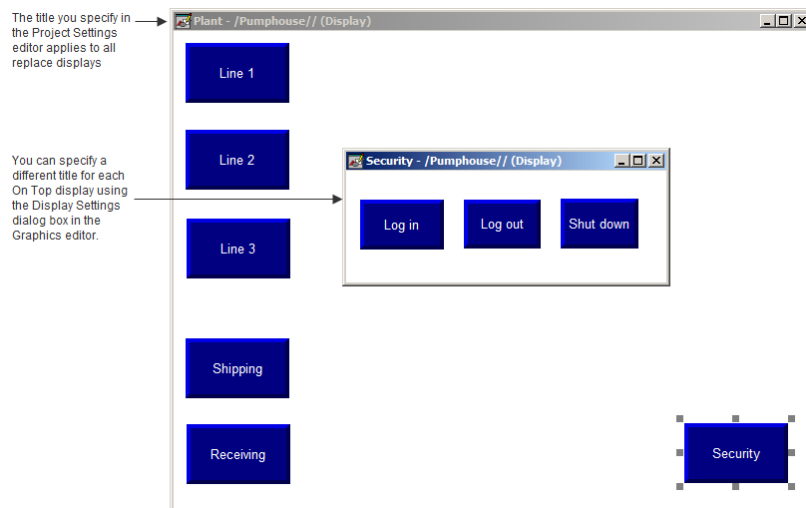 The title you specify in
the Project Settings
editor applies to all
replace displays
Plant - /Pumphouse// (Display)
Line 1
Line 2
You can specify a
different title for each
On Top display using
the Display Settings
dialog box in the
Graphics editor.
Security - /Pumphouse// (Display)
Log in
Log out
Shut down
Line 3
Shipping
Receiving
Security